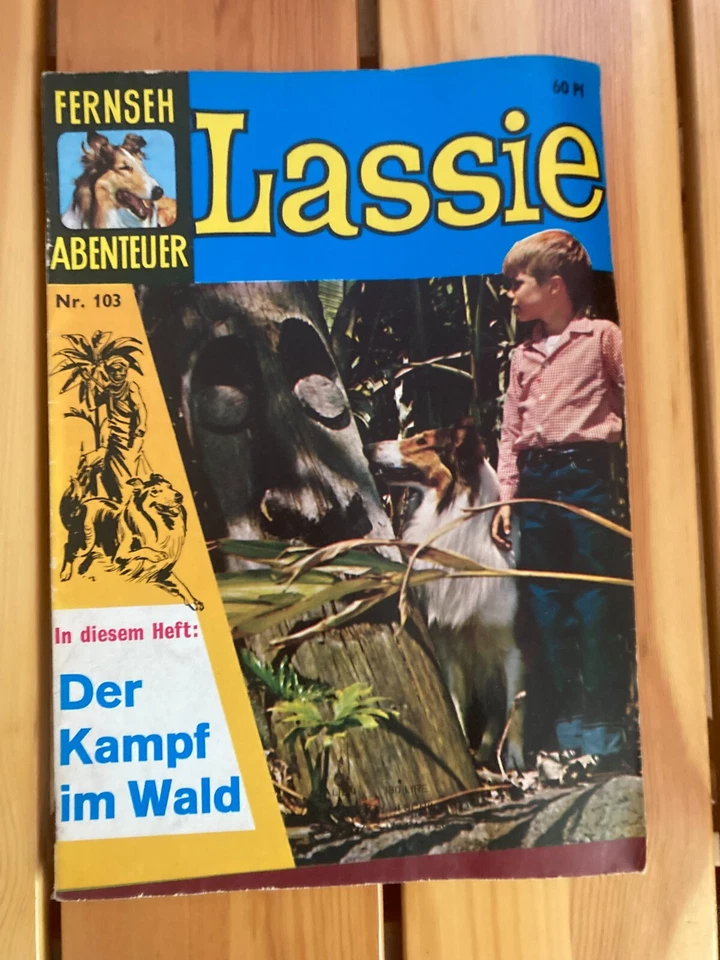 FERNSEH
ABENTEUER
Lassie
60 Pf
Nr. 103
In diesem Heft:
Der
Kampf
im Wald